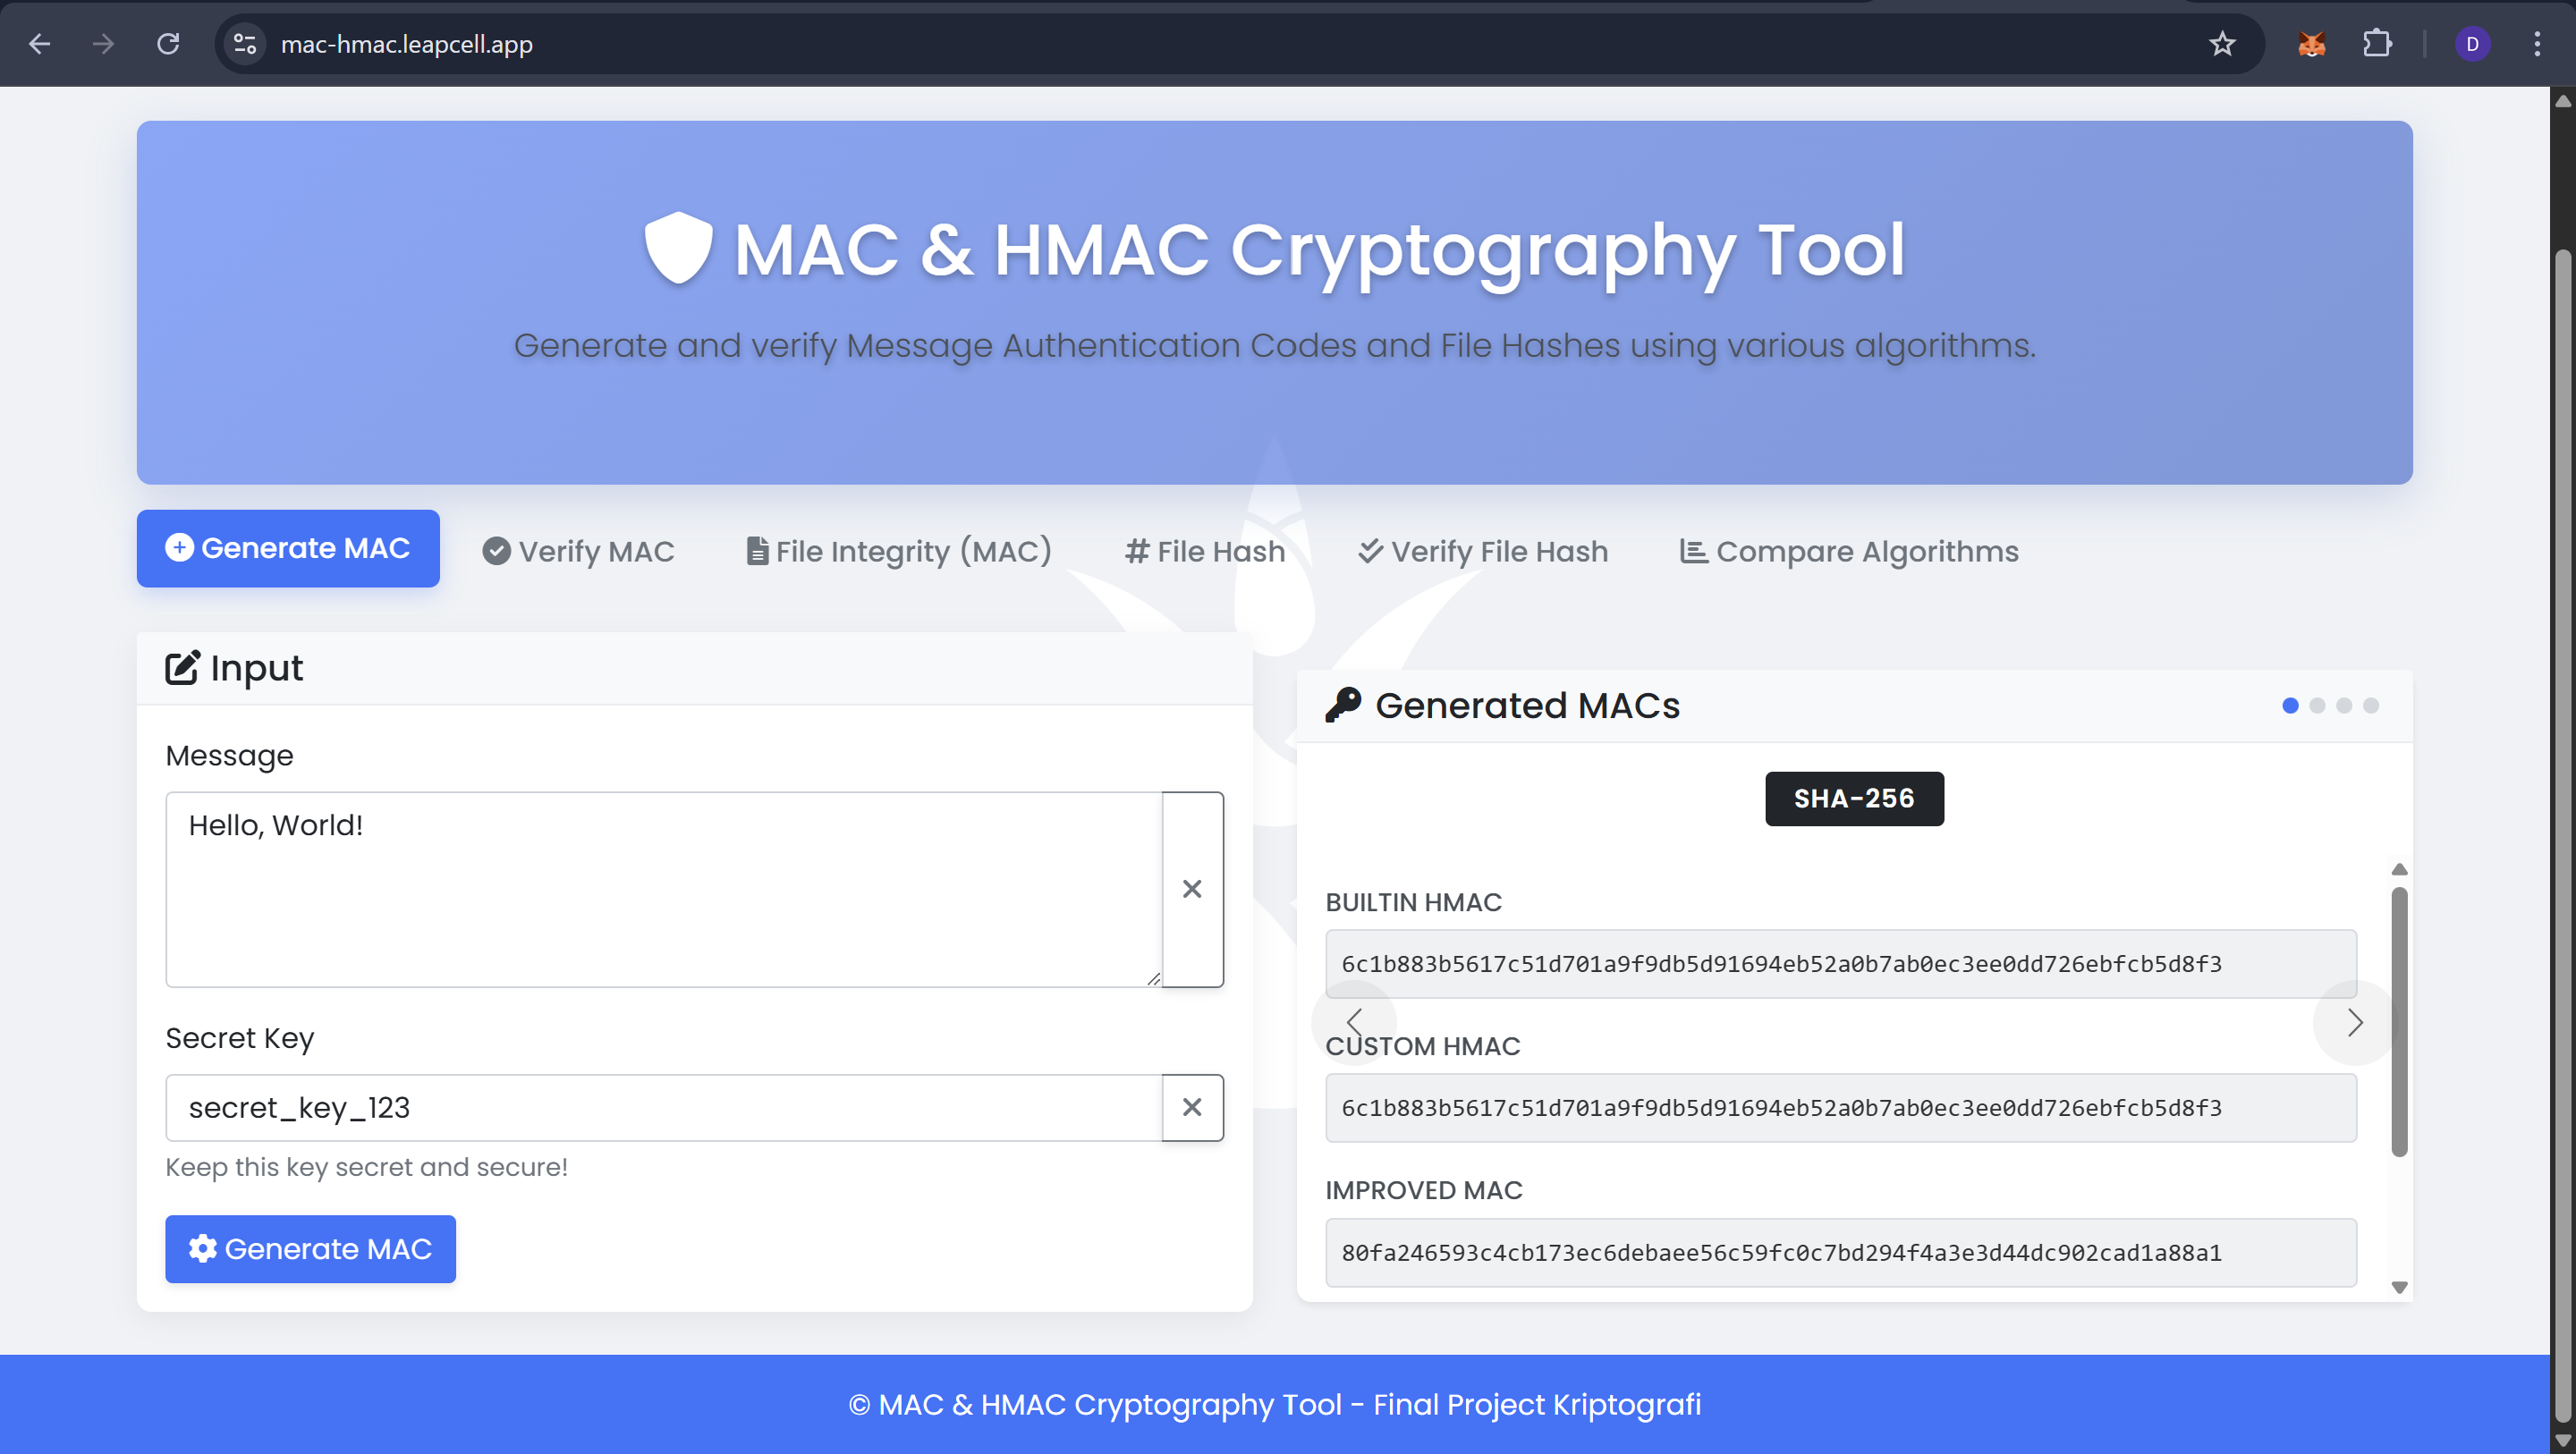 mac-hmac.leapcell.app
D
MAC & HMAC Cryptography Tool
Generate and verify Message Authentication Codes and File Hashes using various algorithms.
Generate MAC
Verify MAC
File Integrity (MAC)
File Hash
Verify File Hash
Compare Algorithms
Input
Message
Hello, World!
Secret Key
secret_key_123
Keep this key secret and secure!
Generate MAC
Generated MACs
SHA-256
BUILTIN HMAC
6c1b883b5617c51d701a9f9db5d91694eb52a0b7ab0ec3ee0dd726ebfcb5d8f3
CUSTOM HMAC
6c1b883b5617c51d701a9f9db5d91694eb52a0b7ab0ec3ee0dd726ebfcb5d8f3
IMPROVED MAC
80fa246593c4cb173ec6debaee56c59fc0c7bd294f4a3e3d44dc902cad1a88a1
© MAC & HMAC Cryptography Tool - Final Project Kriptografi